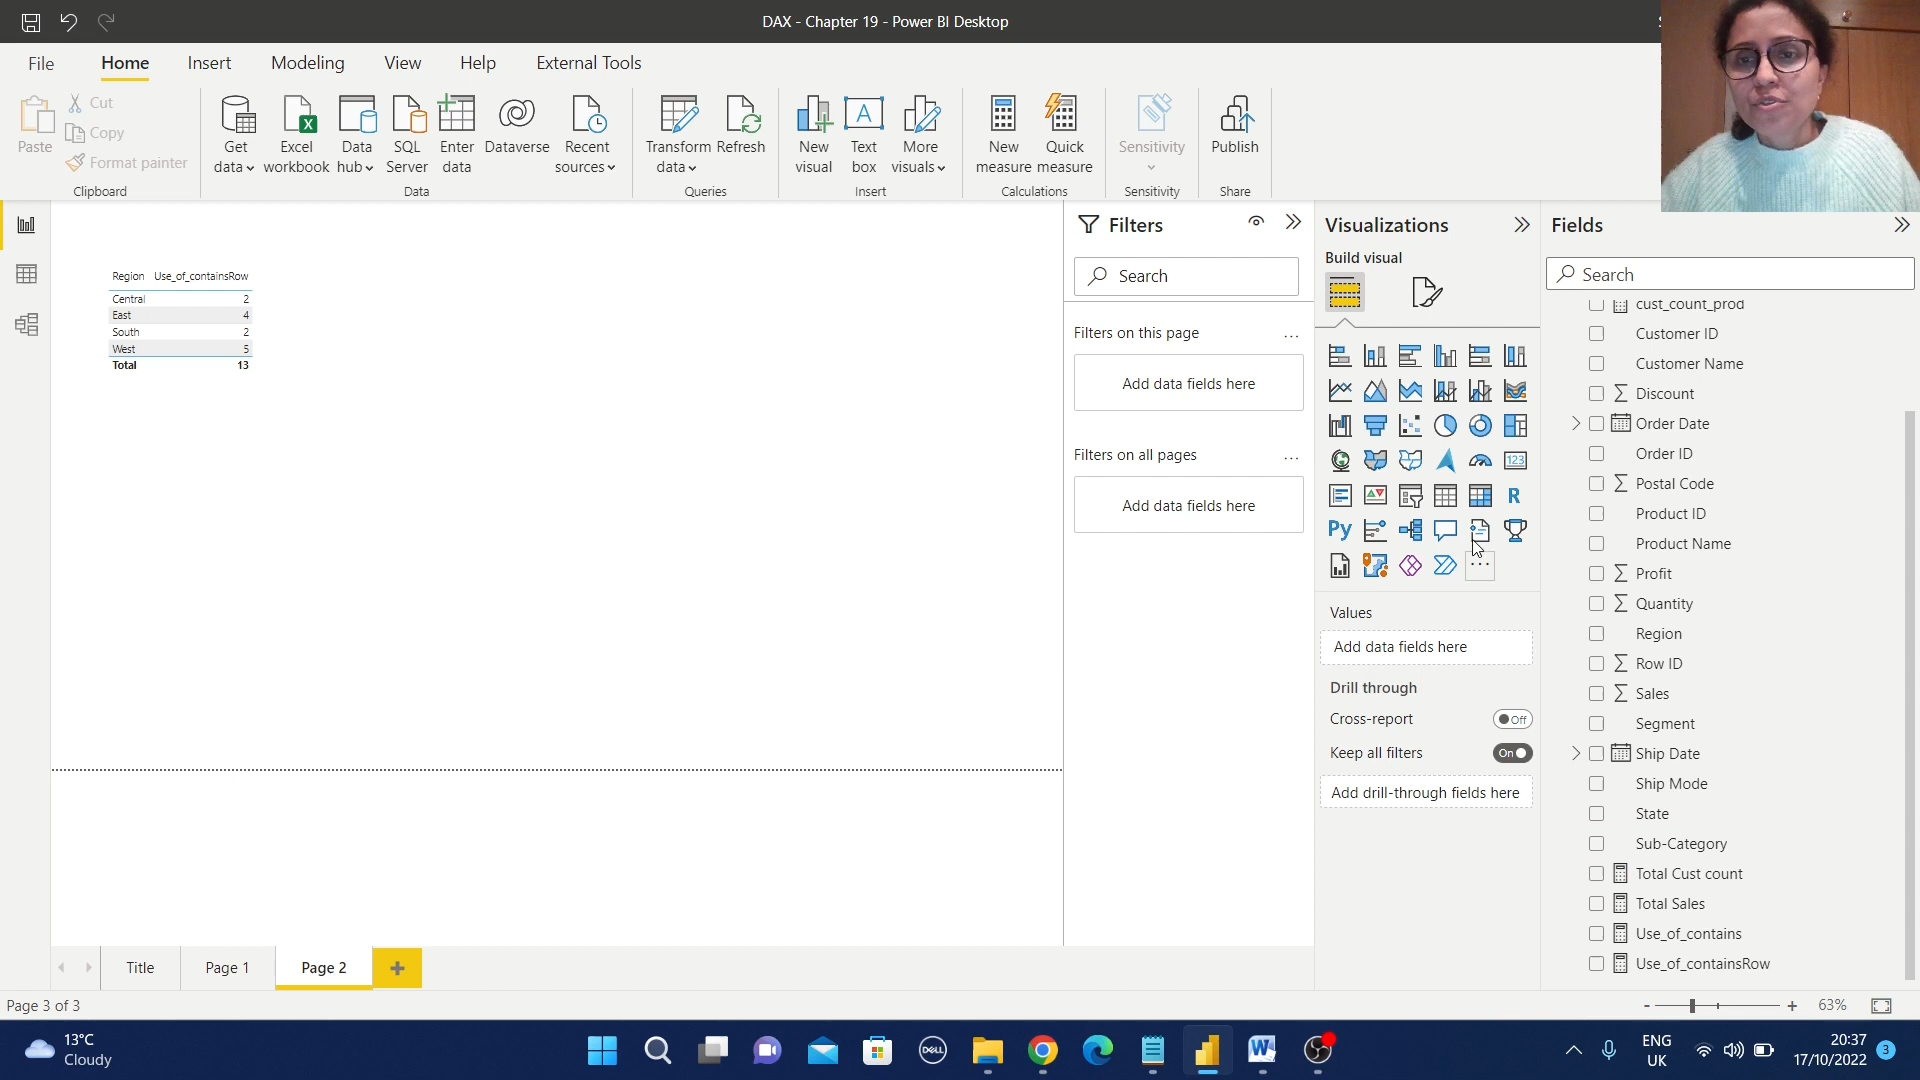 DAX - Chapter 19 - Power BI Desktop
File Home Insert Modeling View Help External Tools
Paste
Cut
Copy
Format painter
Clipboard
Get data
Excel workbook
Data hub
SQL Server
Enter data
Dataverse
Recent sources
Data
Transform data
Refresh
Queries
New visual
Text box
More visuals
Insert
New measure
Quick measure
Calculations
Sensitivity
Sensitivity
Publish
Share
Region Use_of_containsRow
Central 2
East 4
South 2
West 5
Total 13
Filters
Search
Filters on this page ...
Add data fields here
Filters on all pages ...
Add data fields here
Visualizations
Build visual
123
R
Py
...
Values
Add data fields here
Drill through
Cross-report Off
Keep all filters On
Add drill-through fields here
Fields
Search
cust_count_prod
Customer ID
Customer Name
Discount
Order Date
Order ID
Postal Code
Product ID
Product Name
Profit
Quantity
Region
Row ID
Sales
Segment
Ship Date
Ship Mode
State
Sub-Category
Total Cust count
Total Sales
Use_of_contains
Use_of_containsRow
Title Page 1 Page 2
Page 3 of 3
- + 63%
13°C
Cloudy
DELL
ENG
UK
20:37
17/10/2022
3